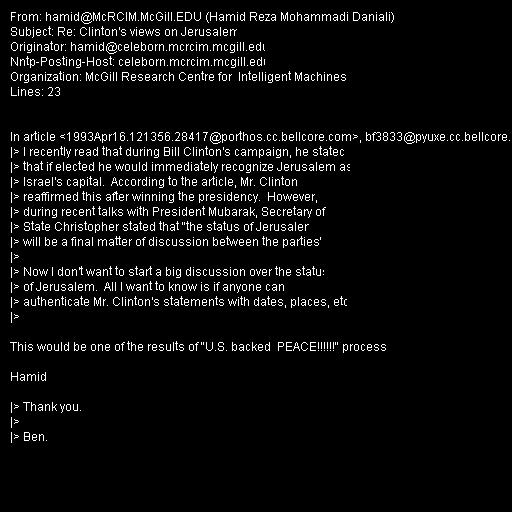 From: hamid@McRCIM.McGill.EDU (Hamid Reza Mohammadi Daniali)
Subject: Re: Clinton's views on Jerusalem
Originator: hamid@celeborn.mcrcim.mcgill.edu
Nntp-Posting-Host: celeborn.mcrcim.mcgill.edu
Organization: McGill Research Centre for Intelligent Machines
Lines: 23

In article <1993Apr16.121356.28417@porthos.cc.bellcore.com>, bf3833@pyuxe.cc.bellcore.
|> I recently read that during Bill Clinton's campaign, he stated
|> that if elected he would immediately recognize Jerusalem as
|> Israel's capital. According to the article, Mr. Clinton
|> reaffirmed this after winning the presidency. However,
|> during recent talks with President Mubarak, Secretary of
|> State Christopher stated that "the status of Jerusalem
|> will be a final matter of discussion between the parties"
|>
|> Now I don't want to start a big discussion over the status
|> of Jerusalem. All I want to know is if anyone can
|> authenticate Mr. Clinton's statements with dates, places, etc
|>

This would be one of the results of "U.S. backed PEACE!!!!!!" process

Hamid

|> Thank you.
|>
|> Ben.